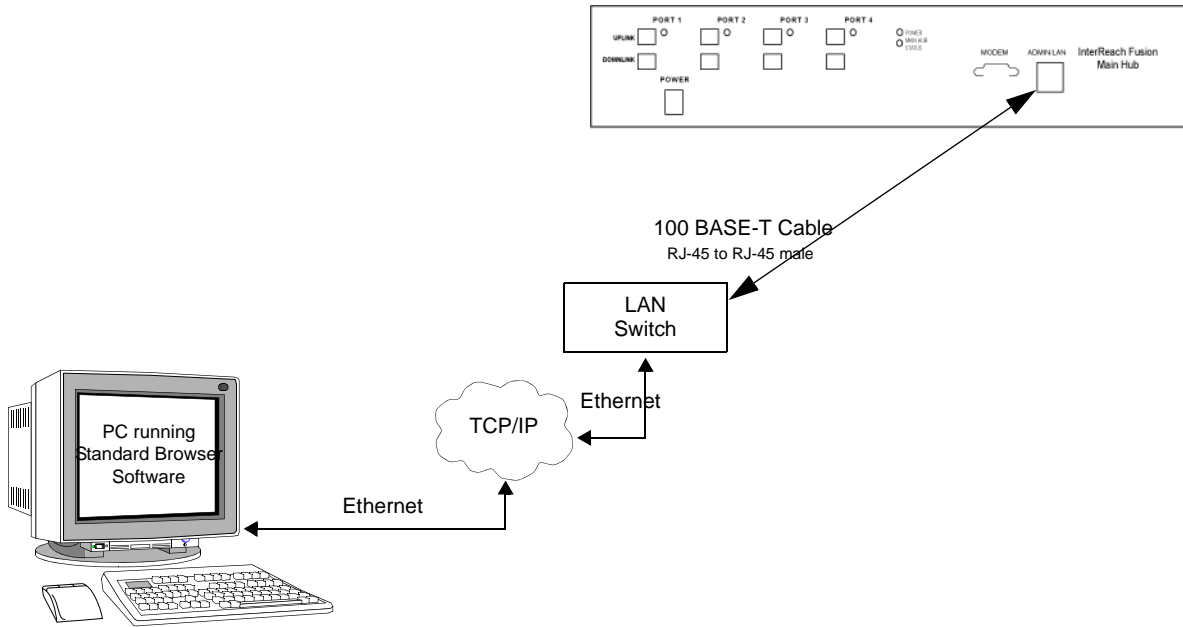 PORT 1 PORT 2 PORT 3 PORT 4
UPLINK
POWER
MAIN HUB
STATUS
DOWNLINK
MODEM
ADMIN/LAN
InterReach Fusion
Main Hub
POWER
100 BASE-T Cable
RJ-45 to RJ-45 male
LAN
Switch
Ethernet
TCP/IP
PC running
Standard Browser
Software
Ethernet